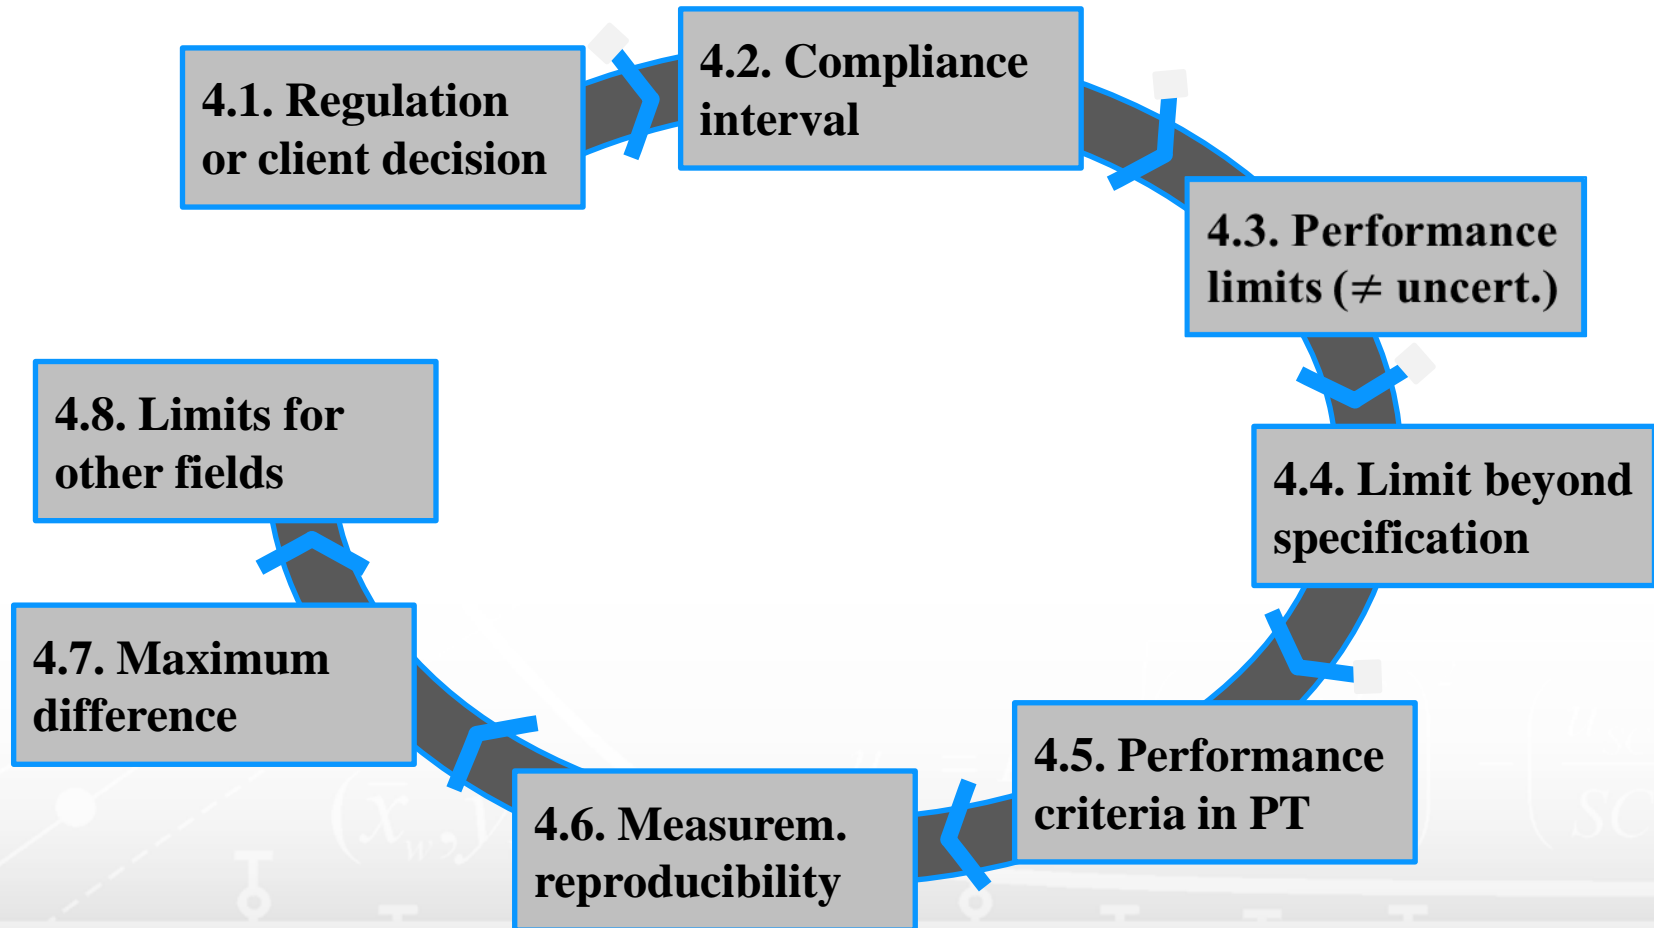 4.1. Regulation
or client decision
4.2. Compliance
interval
4.3. Performance
limits (≠ uncert.)
4.4. Limit beyond
specification
4.5. Performance
criteria in PT
4.6. Measurem.
reproducibility
4.7. Maximum
difference
4.8. Limits for
other fields